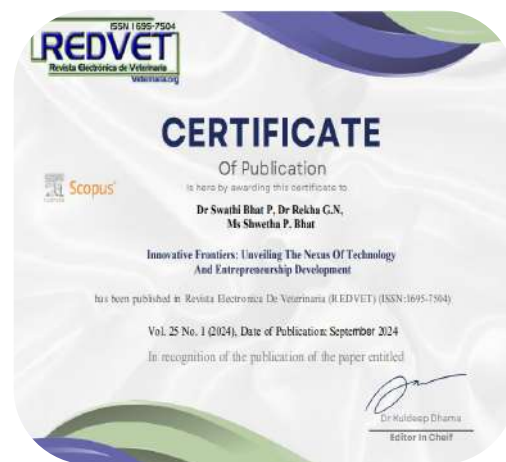 ISSN 1695-7504
REDVET
Revista Electrónica de Veterinaria
Veterinaria.org
CERTIFICATE
Of Publication
is here by awarding this certificate to
Scopus
Dr Swathi Bhat P, Dr Rekha G.N,
Ms Shwetha P. Bhat
Innovative Frontiers: Unveiling The Nexus Of Technology
And Entrepreneurship Development
has been published in Revista Electronica De Veterinaria (REDVET) (ISSN:1695-7504)
Vol. 25 No. 1 (2024), Date of Publication: September 2024
In recognition of the publication of the paper entitled
Dr Kuldeep Dhama
Editor In Cheif